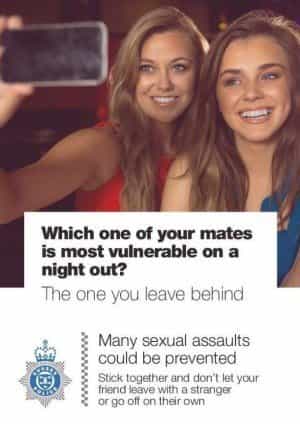 Which one of your mates
is most vulnerable on a
night out?
The one you leave behind
Many sexual assaults
could be prevented
Stick together and don't let your
friend leave with a stranger
or go off on their own
SUSSEX
POLICE